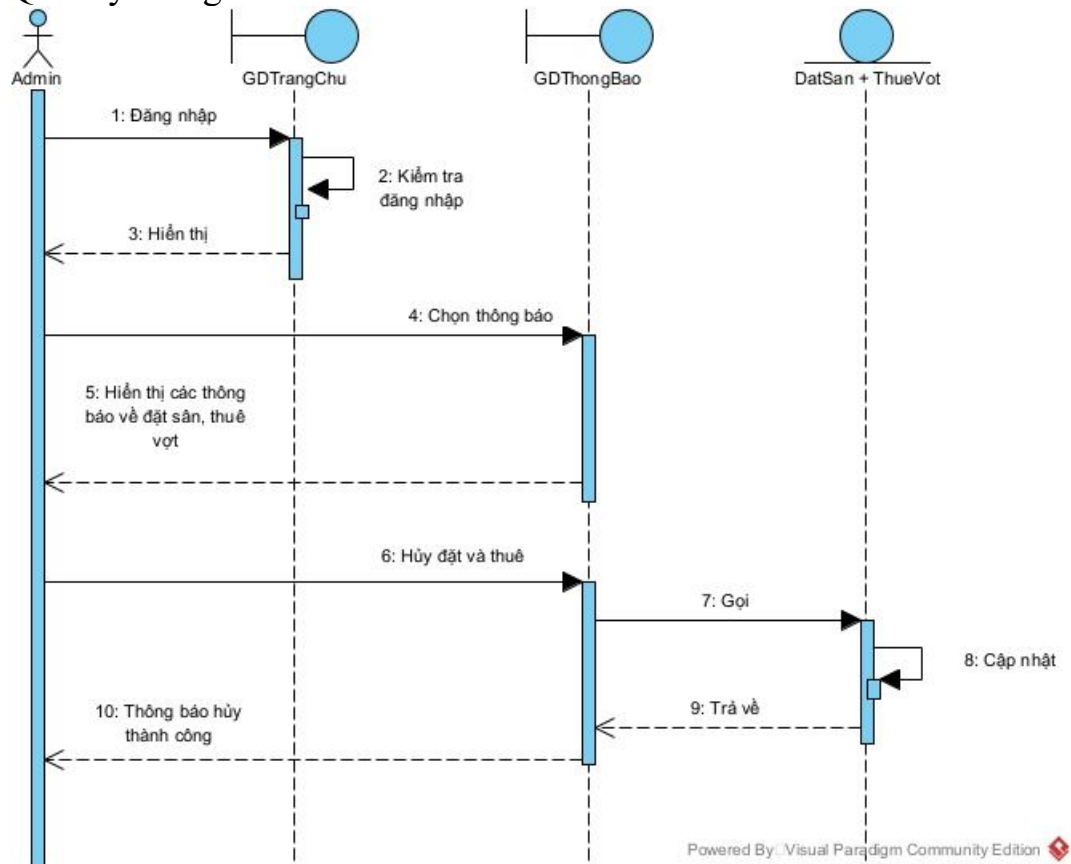 Admin
GDTrangChu
GDThongBao
DatSan + ThueVot
1: Đăng nhập
2: Kiểm tra
đăng nhập
3: Hiển thị
4: Chọn thông báo
5: Hiển thị các thông
báo về đặt sân, thuê
vợt
6: Hủy đặt và thuê
7: Gọi
8: Cập nhật
9: Trả về
10: Thông báo hủy
thành công
Powered By Visual Paradigm Community Edition